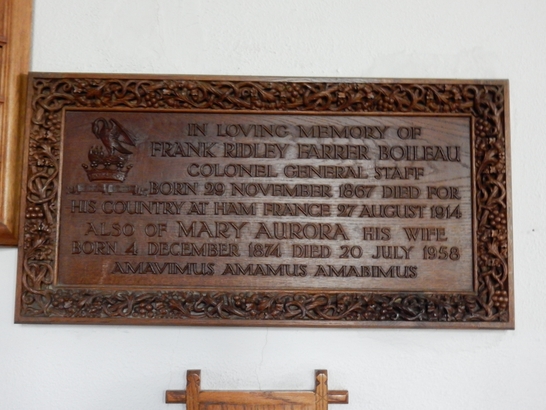 IN LOVING MEMORY OF
FRANK RIDLEY FARRER BOILEAU
COLONEL GENERAL STAFF
BORN 29 NOVEMBER 1867 DIED FOR
HIS COUNTRY AT HAM FRANCE 27 AUGUST 1914
ALSO OF MARY AURORA HIS WIFE
BORN 4 DECEMBER 1874 DIED 20 JULY 1958
AMAVIMUS AMAMUS AMABIMUS